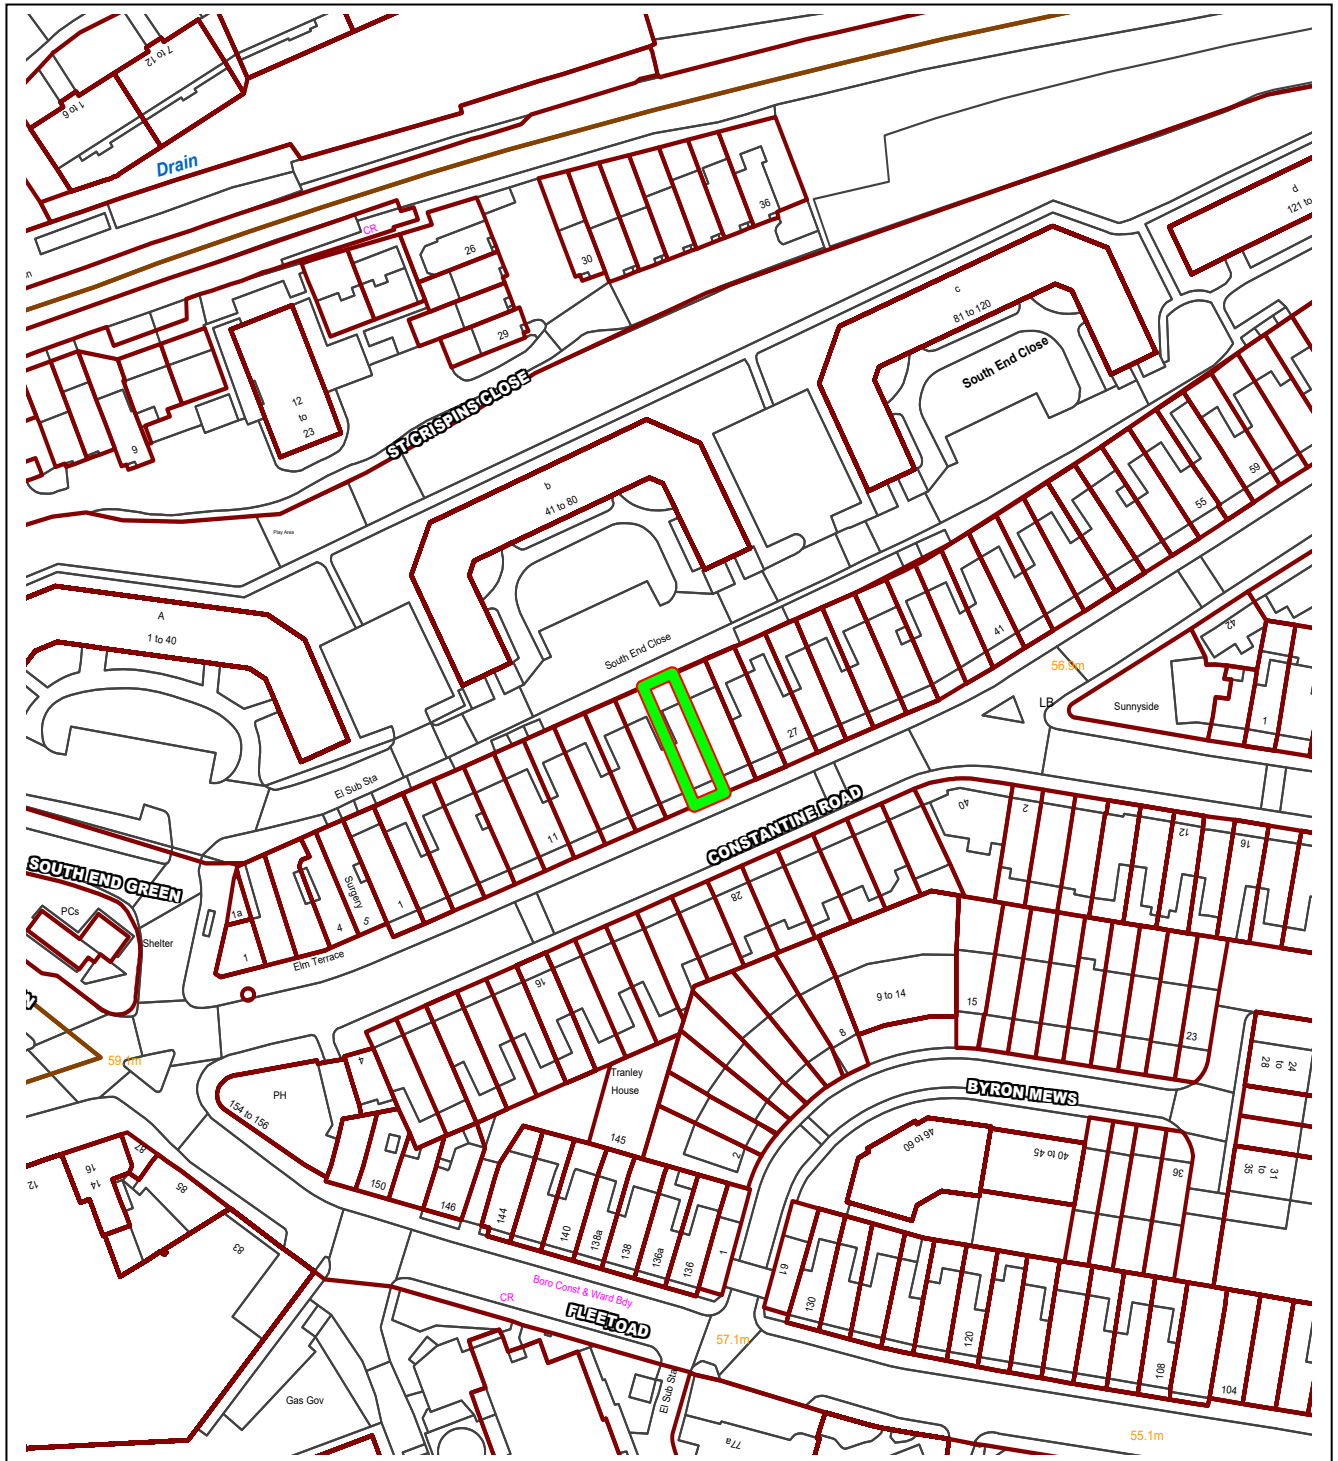 7 to 12
1 to 6
Drain
CR
26
36
30
29
d
121 to
c
81 to 120
South End Close
12
to
23
9
ST CRISPINS CLOSE
b
41 to 80
Play Area
A
1 to 40
South End Close
59
55
41
42
56.9m
LB
Sunnyside
1
27
El Sub Sta
11
CONSTANTINE ROAD
40
2
12
16
SOUTH END GREEN
PCs
Shelter
1a
1
Surgery
4
5
1
Elm Terrace
28
16
9 to 14
15
8
23
59.1m
4
PH
154 to 156
Tranley
House
145
2
BYRON MEWS
24
to
28
46 to 60
40 to 45
36
31
to
35
87
16
14
12
85
83
150
146
144
140
138a
138
136a
136
1
61
130
120
108
104
Boro Const & Ward Bdy
CR
FLEETOAD
57.1m
El Sub Sta
Gas Gov
77a
55.1m